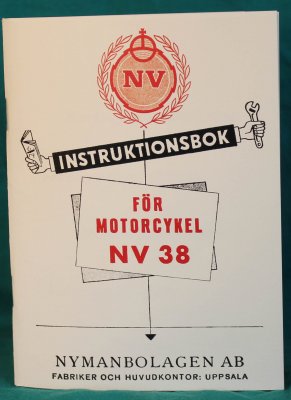 NV
INSTRUKTIONSBOK
FÖR
MOTORCYKEL
NV 38
NYMANBOLAGEN AB
FABRIKER OCH HUVUDKONTOR: UPPSALA